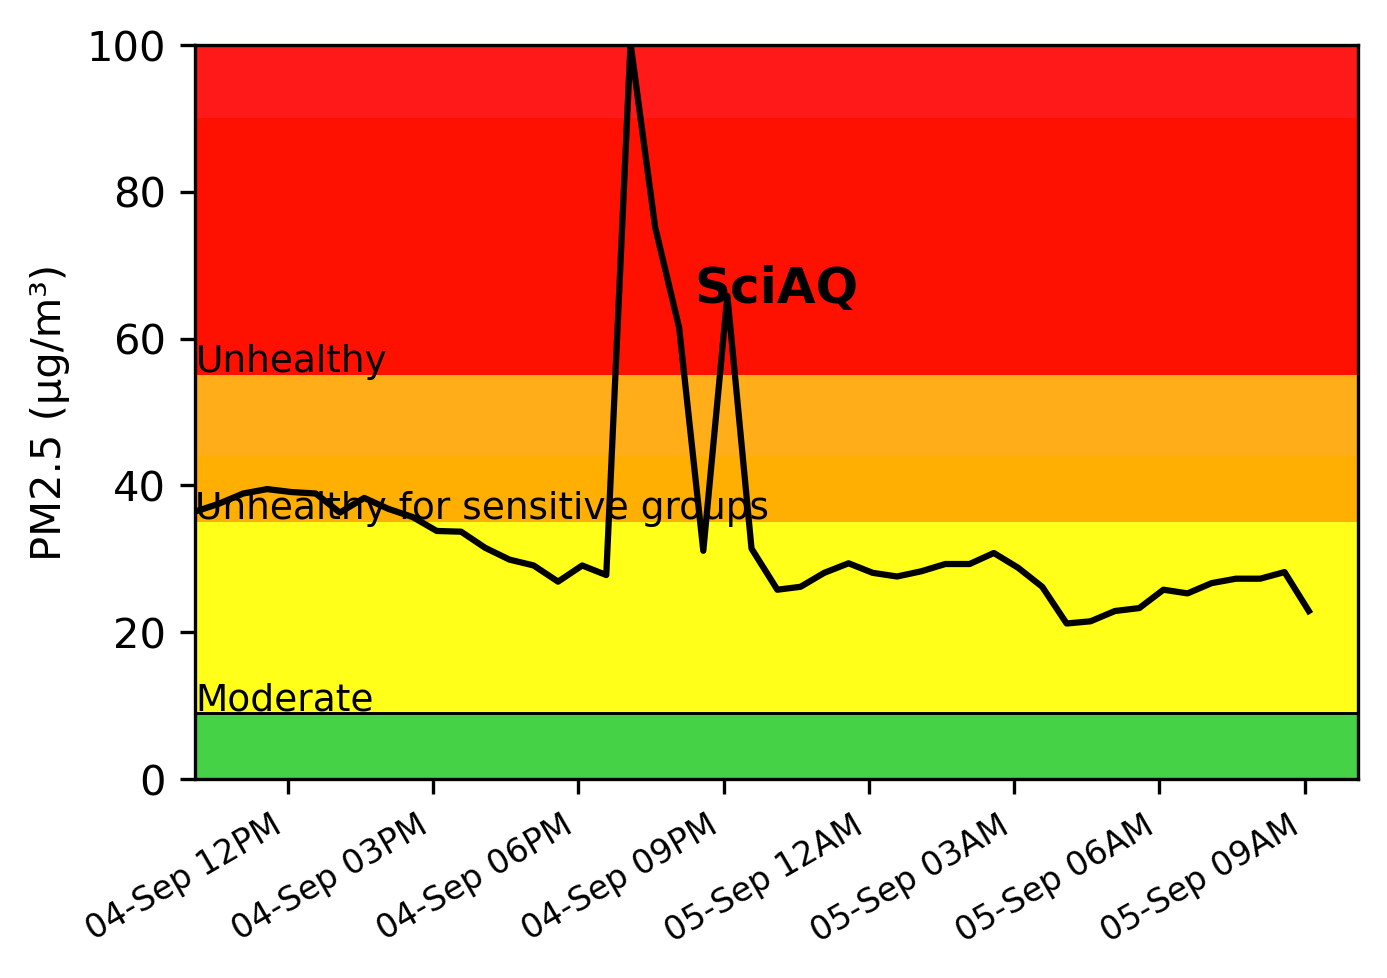 100
80
SciAQ
60
Unhealthy
PM2.5 (µg/m³)
40
Unhealthy for sensitive groups
20
Moderate
0
04-Sep 12PM
04-Sep 03PM
04-Sep 06PM
04-Sep 09PM
05-Sep 12AM
05-Sep 03AM
05-Sep 06AM
05-Sep 09AM